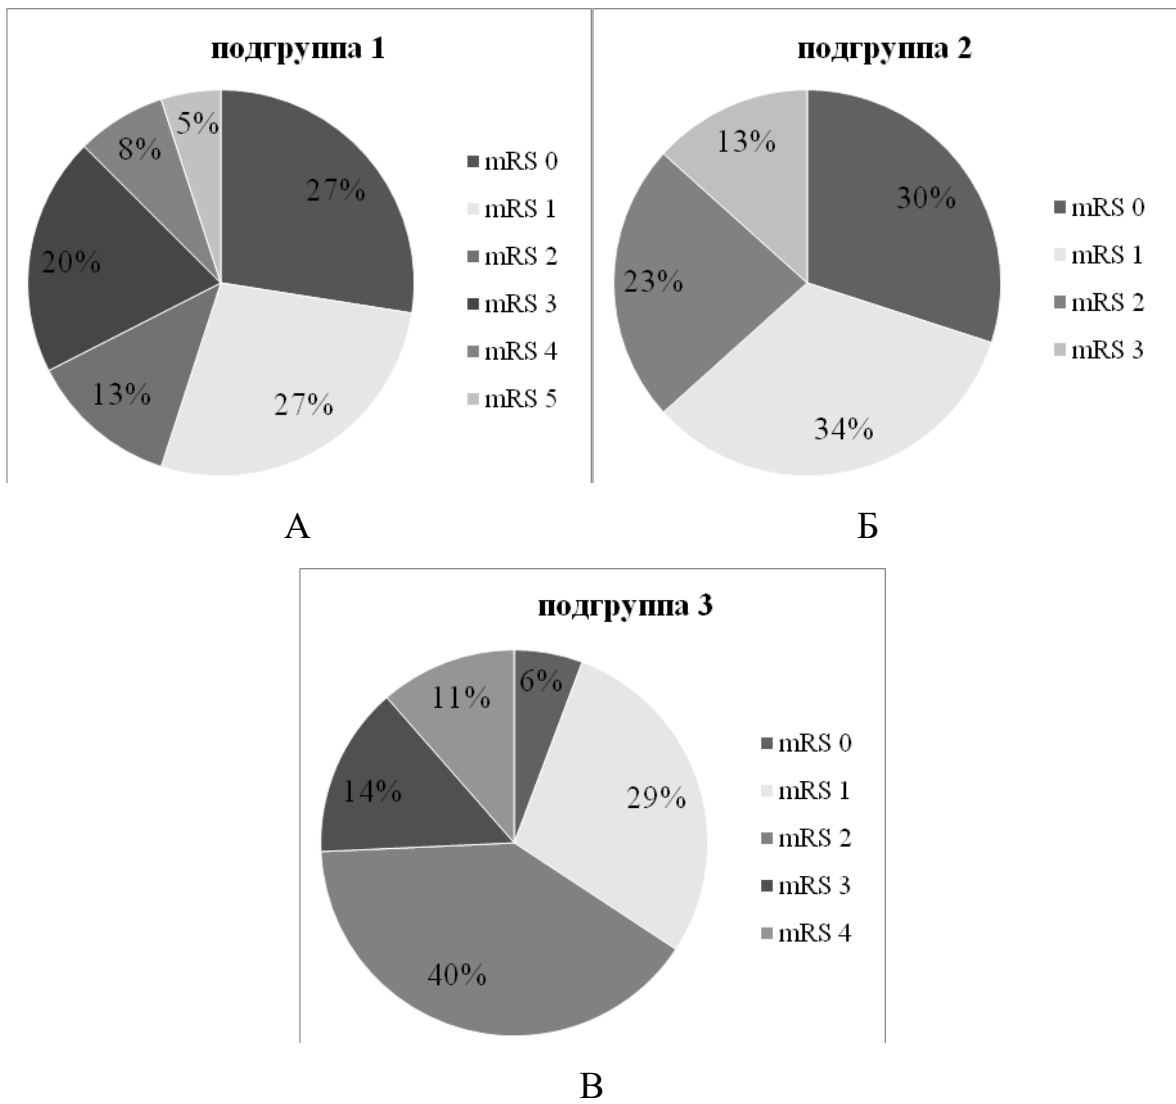 подгруппа 1
27%
27%
13%
20%
8%
5%
mRS 0
mRS 1
mRS 2
mRS 3
mRS 4
mRS 5
А
подгруппа 2
30%
34%
23%
13%
mRS 0
mRS 1
mRS 2
mRS 3
Б
подгруппа 3
6%
29%
40%
14%
11%
mRS 0
mRS 1
mRS 2
mRS 3
mRS 4
В